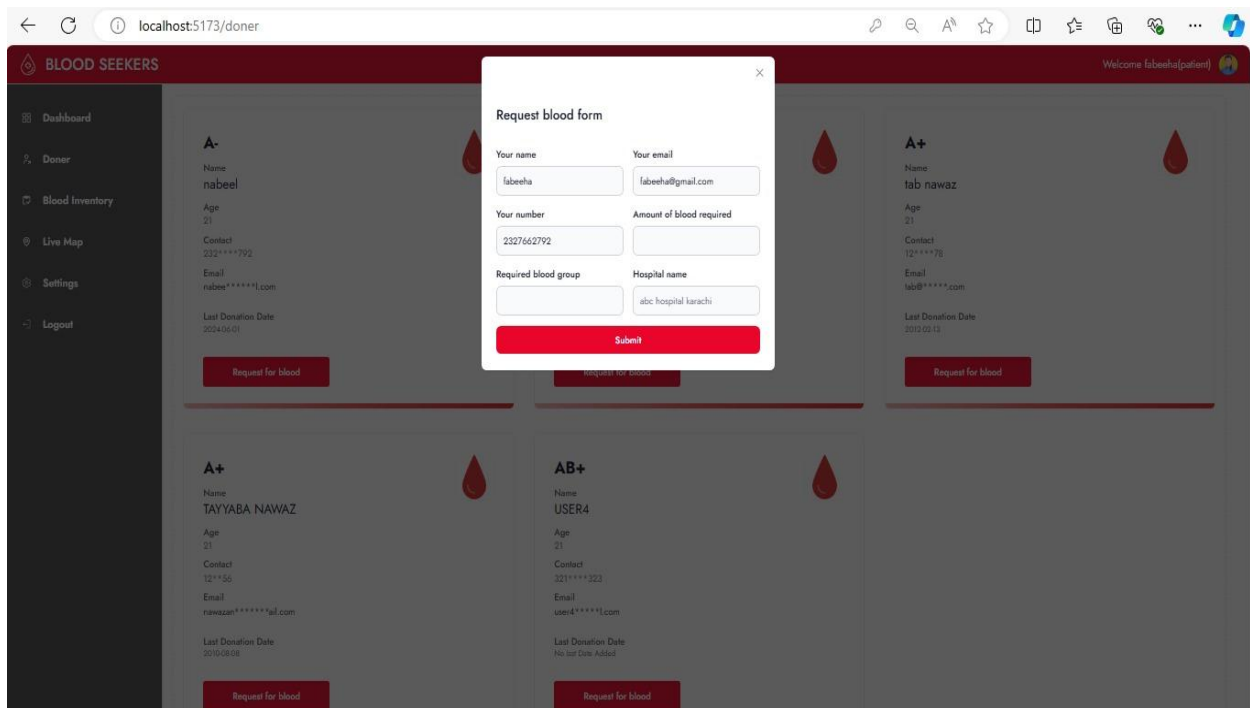 localhost:5173/doner
BLOOD SEEKERS
Welcome fabeeha(patient)
Dashboard
Doner
Blood Inventory
Live Map
Settings
Logout
Request blood form
Your name
Your email
fabeeha
fabeeha@gmail.com
Your number
Amount of blood required
2327662792
Required blood group
Hospital name
abc hospital karachi
Submit
A-
Name
nabeel
Age
21
Contact
232****792
Email
nabee******l.com
Last Donation Date
2024-06-01
Request for blood
Request for blood
A+
Name
tab nawaz
Age
21
Contact
12****78
Email
tab@*****.com
Last Donation Date
2012-02-12
Request for blood
A+
Name
TAYYABA NAWAZ
Age
21
Contact
12**56
Email
nawazan*******ail.com
Last Donation Date
2010-08-08
Request for blood
AB+
Name
USER4
Age
21
Contact
321****323
Email
user4*****l.com
Last Donation Date
No last Date Added
Request for blood